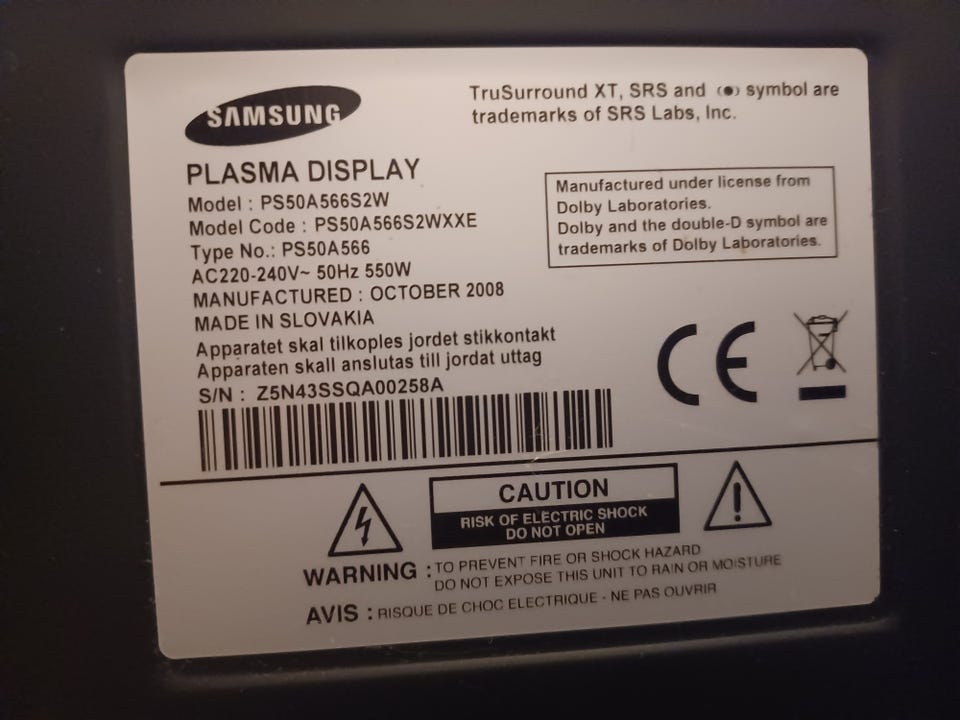 SAMSUNG
TruSurround XT, SRS and (●) symbol are
trademarks of SRS Labs, Inc.
PLASMA DISPLAY
Model : PS50A566S2W
Model Code : PS50A566S2WXXE
Type No.: PS50A566
AC220-240V~ 50Hz 550W
MANUFACTURED : OCTOBER 2008
MADE IN SLOVAKIA
Apparatet skal tilkoples jordet stikkontakt
Apparaten skall anslutas till jordat uttag
S/N : Z5N43SSQA00258A
Manufactured under license from
Dolby Laboratories.
Dolby and the double-D symbol are
trademarks of Dolby Laboratories.
CE
CAUTION
RISK OF ELECTRIC SHOCK
DO NOT OPEN
WARNING : TO PREVENT FIRE OR SHOCK HAZARD
DO NOT EXPOSE THIS UNIT TO RAIN OR MOISTURE
AVIS : RISQUE DE CHOC ELECTRIQUE - NE PAS OUVRIR